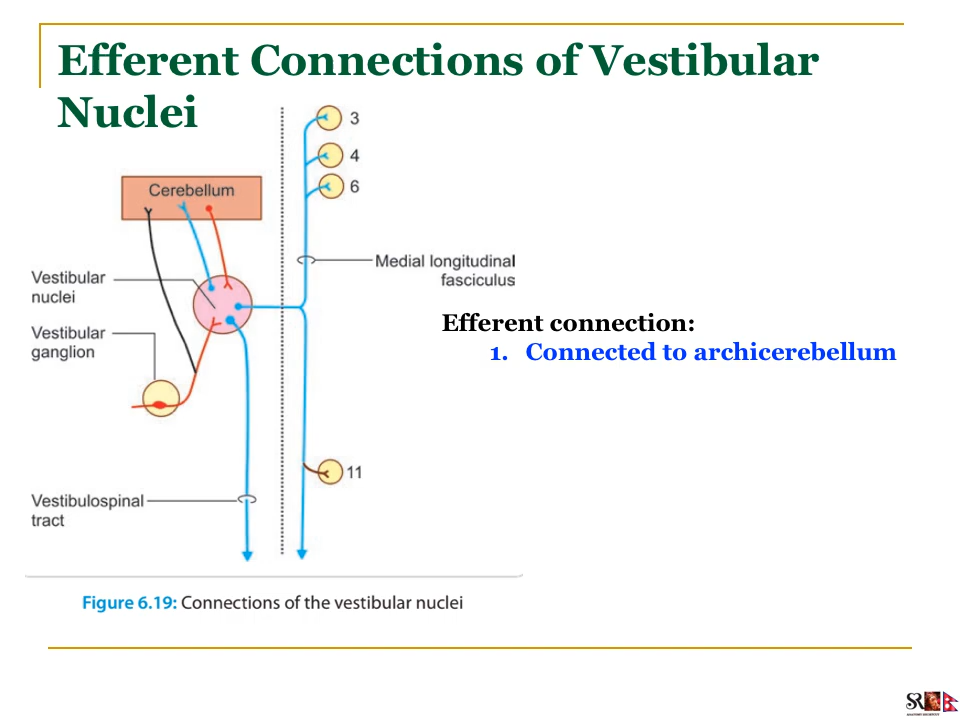 Efferent Connections of Vestibular
Nuclei
3
4
6
Cerebellum
Medial longitudinal
fasciculus
Vestibular
nuclei
Vestibular
ganglion
Efferent connection:
1. Connected to archicerebellum
11
Vestibulospinal
tract
Figure 6.19: Connections of the vestibular nuclei